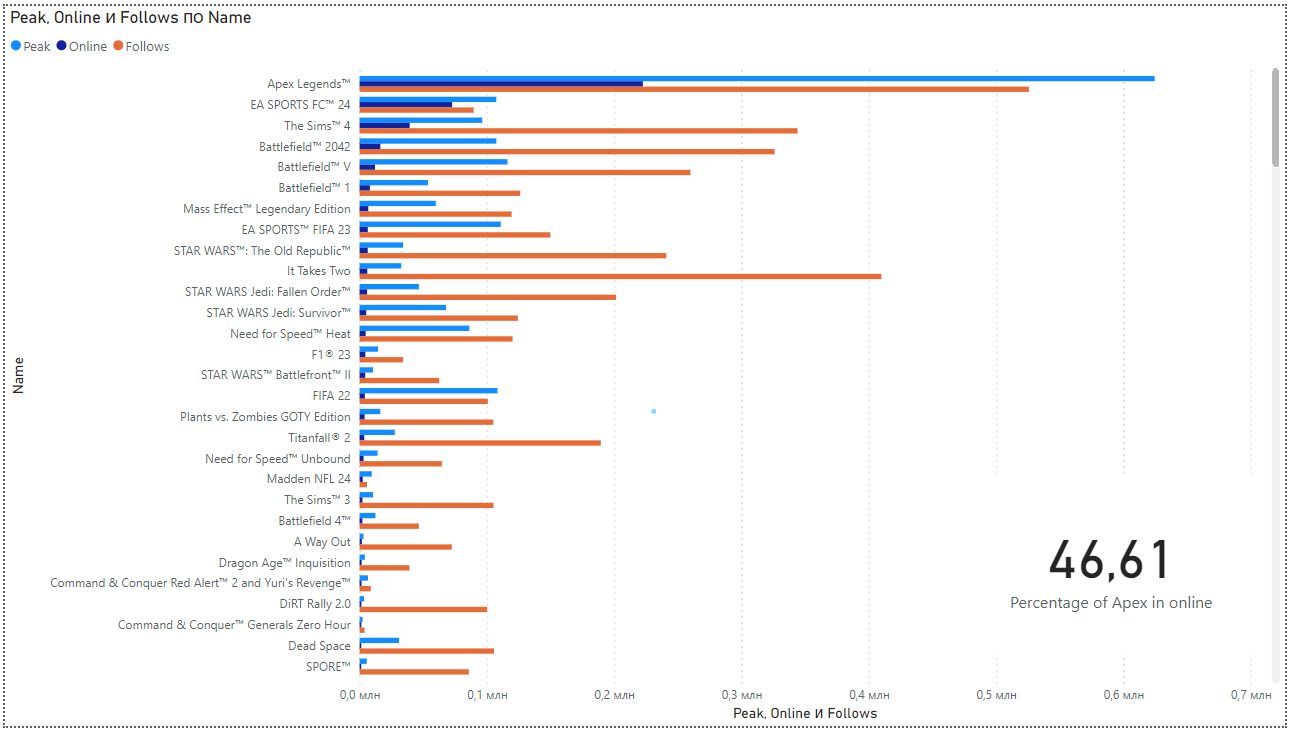 Peak, Online и Follows по Name
Peak Online Follows
Name
Apex Legends™
EA SPORTS FC™ 24
The Sims™ 4
Battlefield™ 2042
Battlefield™ V
Battlefield™ 1
Mass Effect™ Legendary Edition
EA SPORTS™ FIFA 23
STAR WARS™: The Old Republic™
It Takes Two
STAR WARS Jedi: Fallen Order™
STAR WARS Jedi: Survivor™
Need for Speed™ Heat
F1® 23
STAR WARS™ Battlefront™ II
FIFA 22
Plants vs. Zombies GOTY Edition
Titanfall® 2
Need for Speed™ Unbound
Madden NFL 24
The Sims™ 3
Battlefield 4™
A Way Out
Dragon Age™ Inquisition
Command & Conquer Red Alert™ 2 and Yuri's Revenge™
DiRT Rally 2.0
Command & Conquer™ Generals Zero Hour
Dead Space
SPORE™
46,61
Percentage of Apex in online
0,0 млн 0,1 млн 0,2 млн 0,3 млн 0,4 млн 0,5 млн 0,6 млн 0,7 млн
Peak, Online и Follows